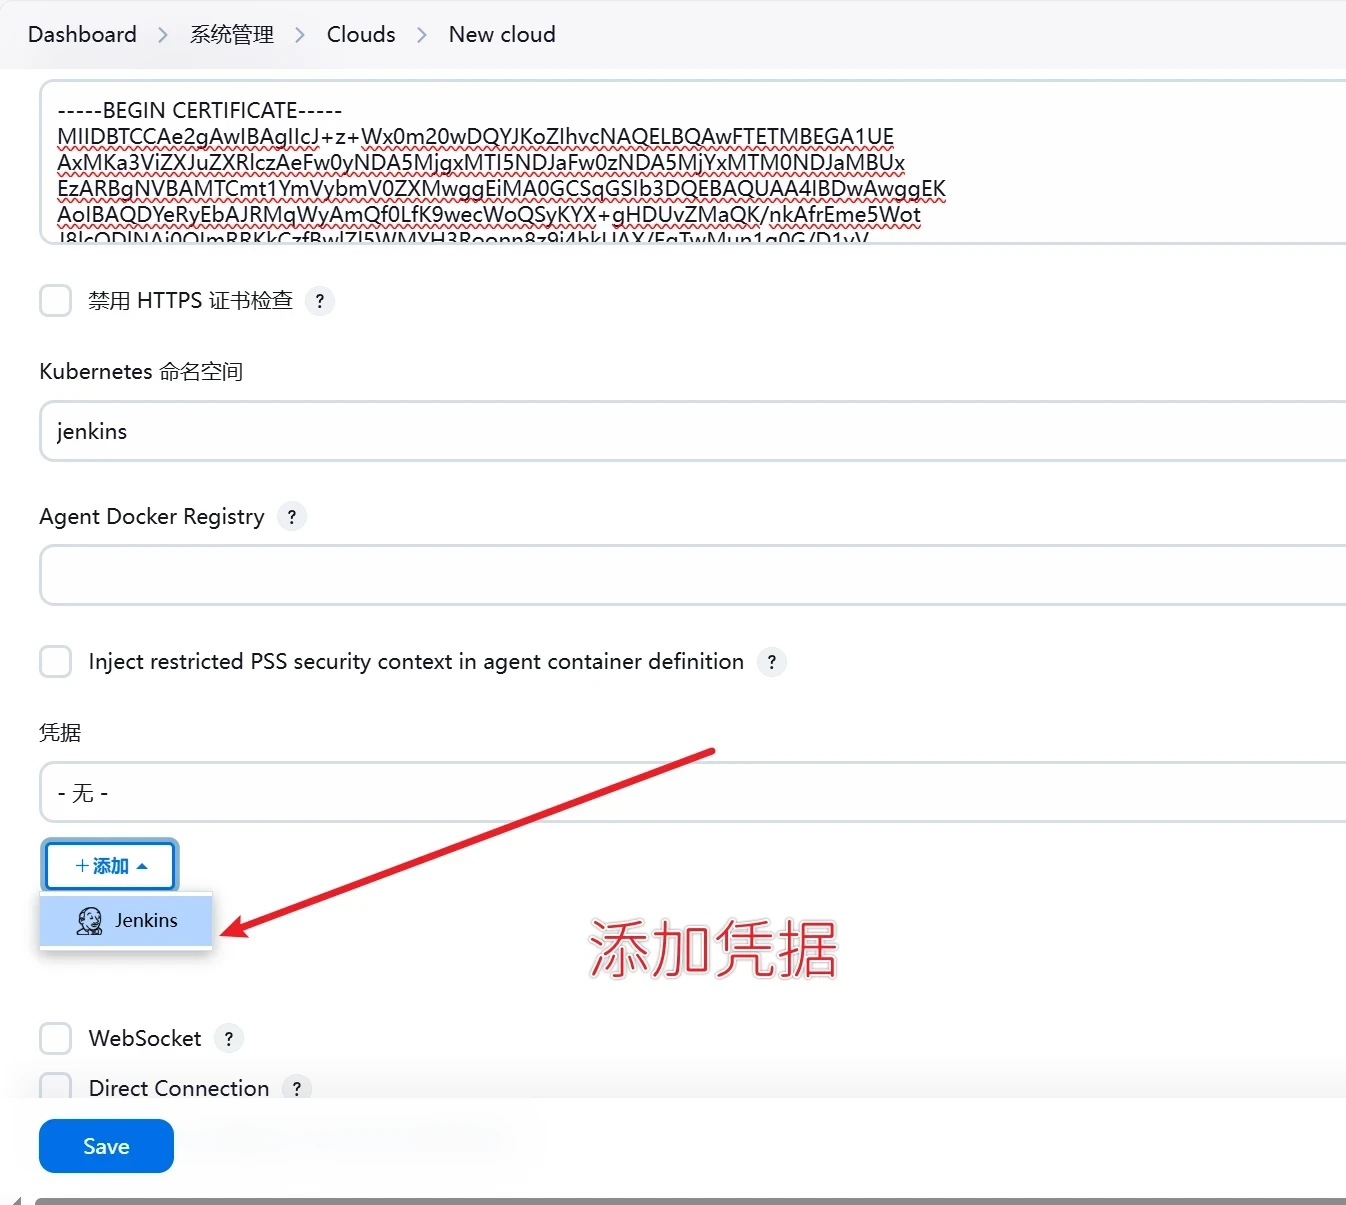 Dashboard > 系统管理 > Clouds > New cloud
-----BEGIN CERTIFICATE-----
MIIDBTCCAe2gAwIBAgIIcJ+z+Wx0m20wDQYJKoZIhvcNAQELBQAwFTETMBEGA1UE
AxMKa3ViZXJuZXRlczAeFw0yNDA5MjgxMTI5NDJaFw0zNDA5MjYxMTM0NDJaMBUx
EzARBgNVBAMTCmt1YmVybmV0ZXMwggEiMA0GCSqGSIb3DQEBAQUAA4IBDwAwggEK
AoIBAQDYeRyEbAJRMqWyAmQf0LfK9wecWoQSyKYX+gHDUvZMaQK/nkAfrEme5Wot
禁用 HTTPS 证书检查 ?
Kubernetes 命名空间
jenkins
Agent Docker Registry ?
Inject restricted PSS security context in agent container definition ?
凭据
- 无 -
+添加
Jenkins
添加凭据
WebSocket ?
Direct Connection ?
Save